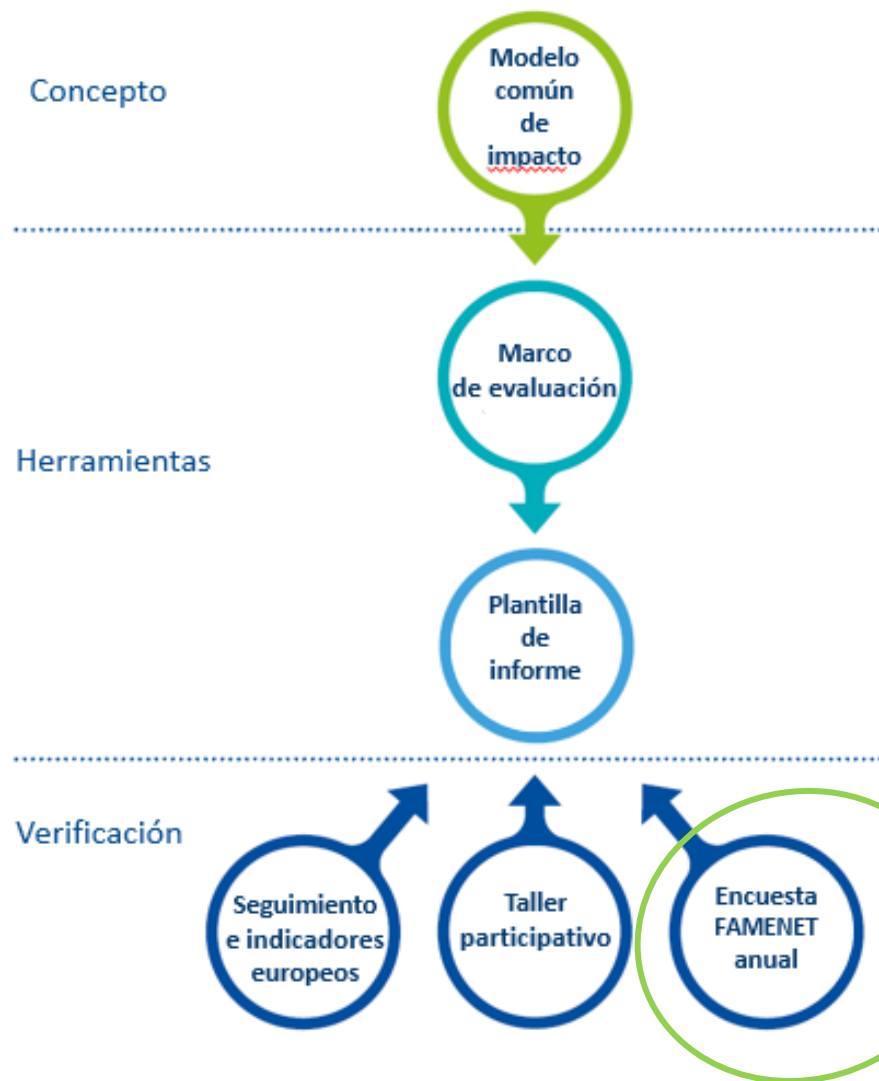 Concepto
Modelo
común
de
impacto
Marco
de evaluación
Herramientas
Plantilla
de
informe
Verificación
Seguimiento
e indicadores
europeos
Taller
participativo
Encuesta
FAMENET
anual